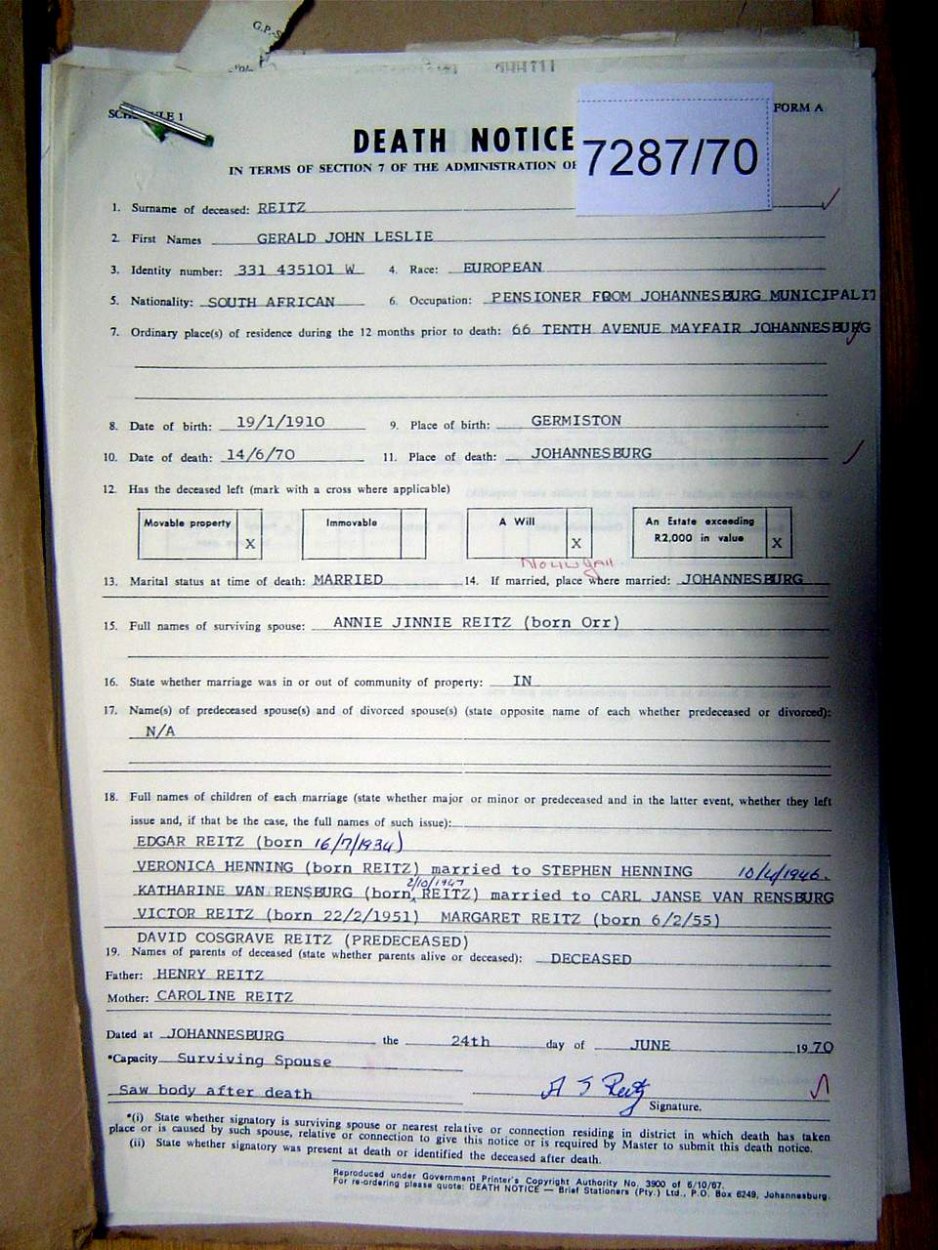 G.P.-S.
SCHEDULE 1
FORM A
DEATH NOTICE
7287/70
IN TERMS OF SECTION 7 OF THE ADMINISTRATION OF
1. Surname of deceased: REITZ
2. First Names GERALD JOHN LESLIE
3. Identity number: 331 435101 W 4. Race: EUROPEAN
5. Nationality: SOUTH AFRICAN 6. Occupation: PENSIONER FROM JOHANNESBURG MUNICIPALIT
7. Ordinary place(s) of residence during the 12 months prior to death: 66 TENTH AVENUE MAYFAIR JOHANNESBURG
8. Date of birth: 19/1/1910 9. Place of birth: GERMISTON
10. Date of death: 14/6/70 11. Place of death: JOHANNESBURG
12. Has the deceased left (mark with a cross where applicable)
Movable property X Immovable A Will X An Estate exceeding R2,000 in value X
13. Marital status at time of death: MARRIED 14. If married, place where married: JOHANNESBURG
15. Full names of surviving spouse: ANNIE JINNIE REITZ (born Orr)
16. State whether marriage was in or out of community of property: IN
17. Name(s) of predeceased spouse(s) and of divorced spouse(s) (state opposite name of each whether predeceased or divorced):
N/A
18. Full names of children of each marriage (state whether major or minor or predeceased and in the latter event, whether they left
issue and, if that be the case, the full names of such issue):
EDGAR REITZ (born 16/7/1934)
VERONICA HENNING (born REITZ) married to STEPHEN HENNING 10/4/1946.
2/10/1947
KATHARINE VAN RENSBURG (born REITZ) married to CARL JANSE VAN RENSBURG
VICTOR REITZ (born 22/2/1951) MARGARET REITZ (born 6/2/55)
DAVID COSGRAVE REITZ (PREDECEASED)
19. Names of parents of deceased (state whether parents alive or deceased): DECEASED
Father: HENRY REITZ
Mother: CAROLINE REITZ
Dated at JOHANNESBURG the 24th day of JUNE 1970
*Capacity Surviving Spouse
Saw body after death A J Reitz
Signature.
*(i) State whether signatory is surviving spouse or nearest relative or connection residing in district in which death has taken
place or is caused by such spouse, relative or connection to give this notice or is required by Master to submit this death notice.
(ii) State whether signatory was present at death or identified the deceased after death.
Reproduced under Government Printer's Copyright Authority No. 3900 of 6/10/67.
For re-ordering please quote: DEATH NOTICE — Brief Stationers (Pty.) Ltd., P.O. Box 6249, Johannesburg.